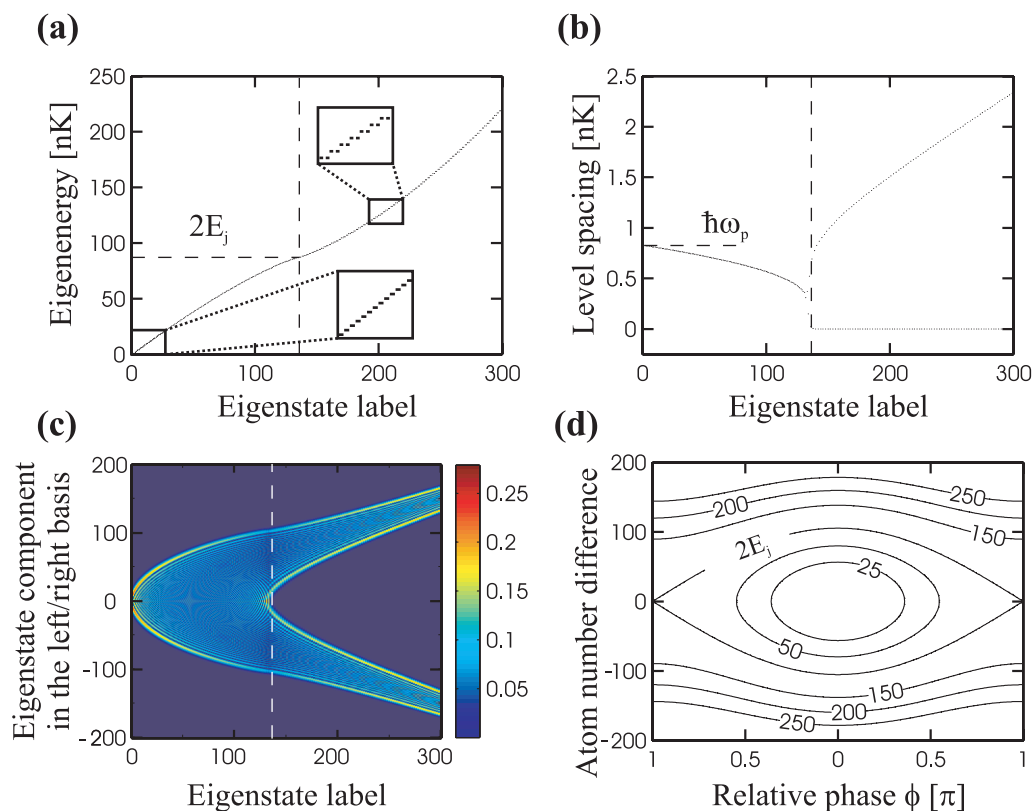 (a)
250
200
150
100
50
0
Eigenenergy [nK]
2E_j
0 100 200 300
Eigenstate label
(b)
2.5
2
1.5
1
0.5
0
Level spacing [nK]
ħω_p
0 100 200 300
Eigenstate label
(c)
200
100
0
-100
-200
Eigenstate component
in the left/right basis
0.25
0.20
0.15
0.10
0.05
0 100 200 300
Eigenstate label
(d)
200
100
0
-100
-200
Atom number difference
250
200
150
2E_j
25
50
150
200
250
1 0.5 0 0.5 1
Relative phase ϕ [π]